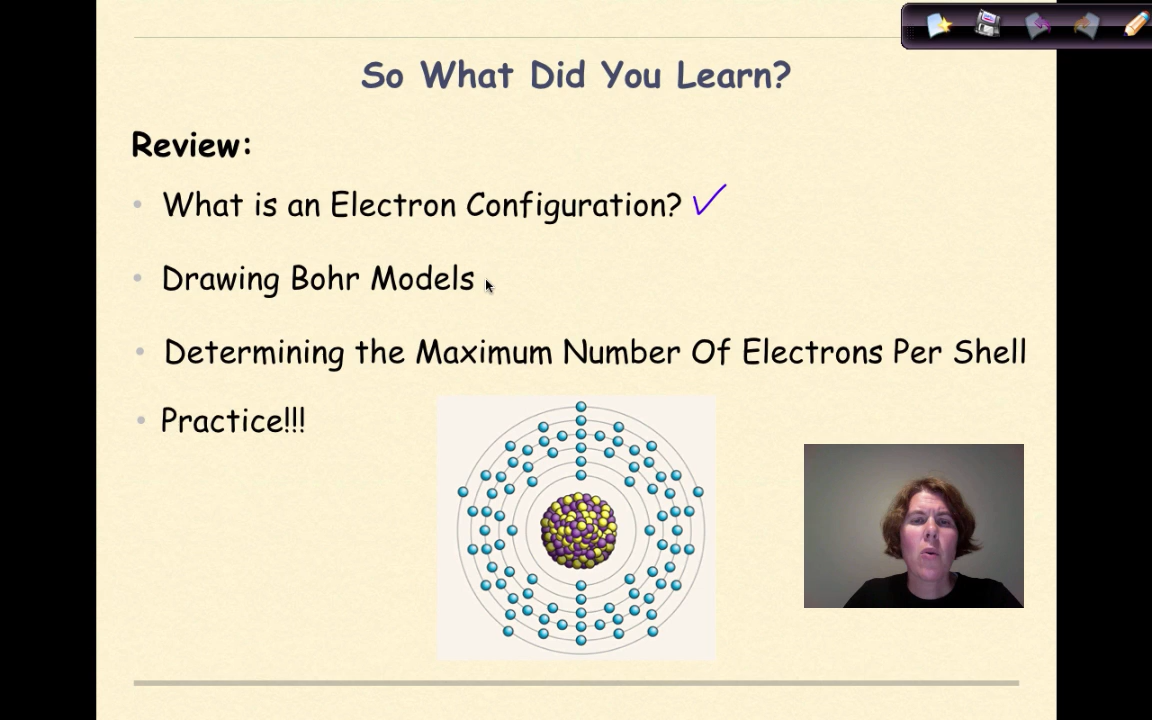 So What Did You Learn?
Review:
• What is an Electron Configuration? ✓
• Drawing Bohr Models
• Determining the Maximum Number Of Electrons Per Shell
• Practice!!!